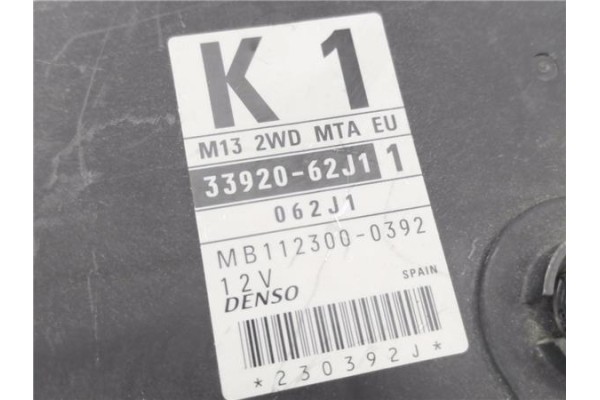 K 1
M13 2WD MTA EU
33920-62J1 1
062J1
MB112300-0392
12V
SPAIN
DENSO
*230392J*